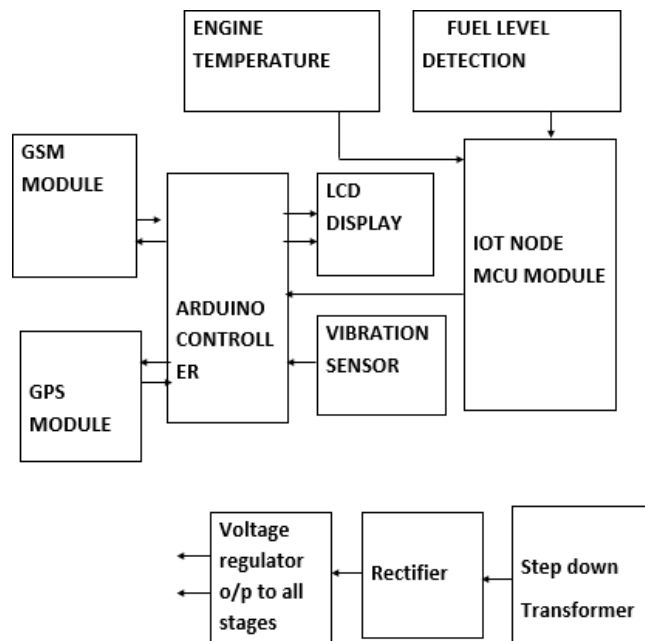 ENGINE
TEMPERATURE
FUEL LEVEL
DETECTION
GSM
MODULE
LCD
DISPLAY
IOT NODE
MCU MODULE
ARDUINO
CONTROLL
ER
VIBRATION
SENSOR
GPS
MODULE
Voltage
regulator
o/p to all
stages
Rectifier
Step down
Transformer